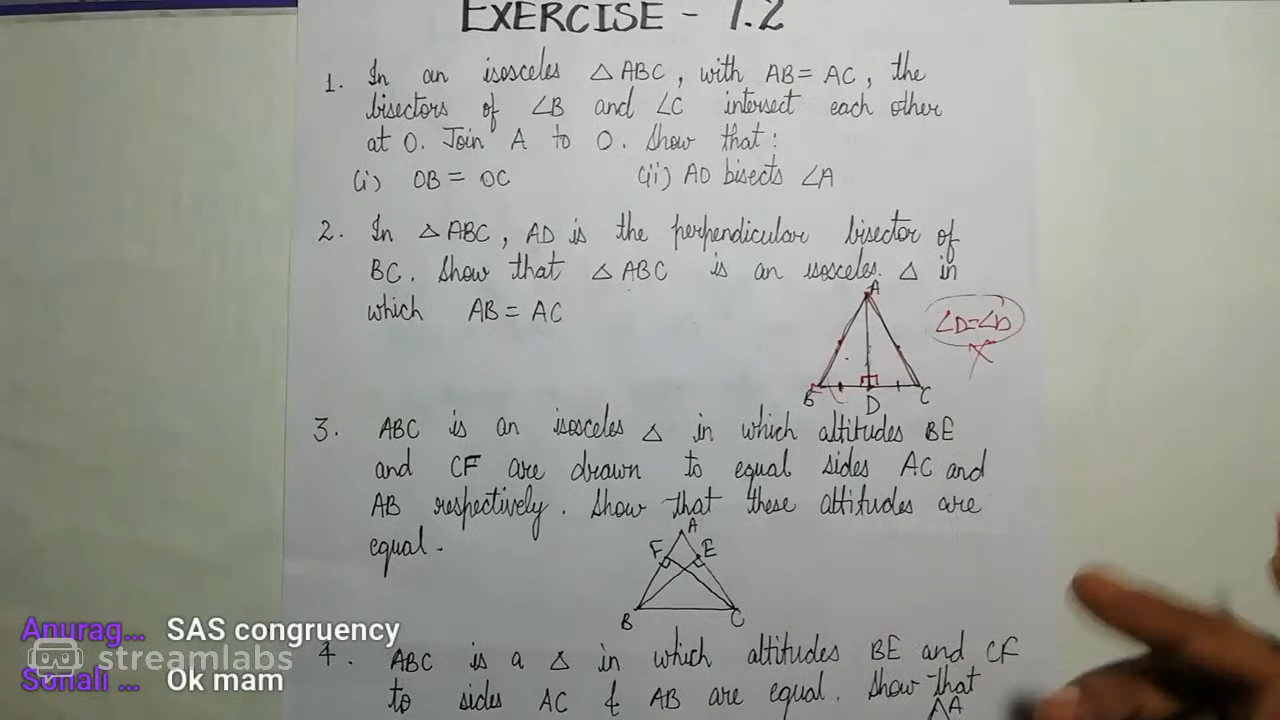 EXERCISE - 7.2
1. In an isosceles △ ABC, with AB = AC, the
bisectors of ∠B and ∠C intersect each other
at O. Join A to O. Show that:
(i) OB = OC (ii) AO bisects ∠A
2. In △ ABC, AD is the perpendicular bisector of
BC. Show that △ ABC is an isosceles. △ in
which AB = AC
A
∠D=∠D
B D C
3. ABC is an isosceles △ in which altitudes BE
and CF are drawn to equal sides AC and
AB respectively. Show that these altitudes are
equal.
A
F E
B C
Anurag... SAS congruency
streamlabs
Sonali ... Ok mam
4. ABC is a △ in which altitudes BE and CF
to sides AC & AB are equal. Show that
△A